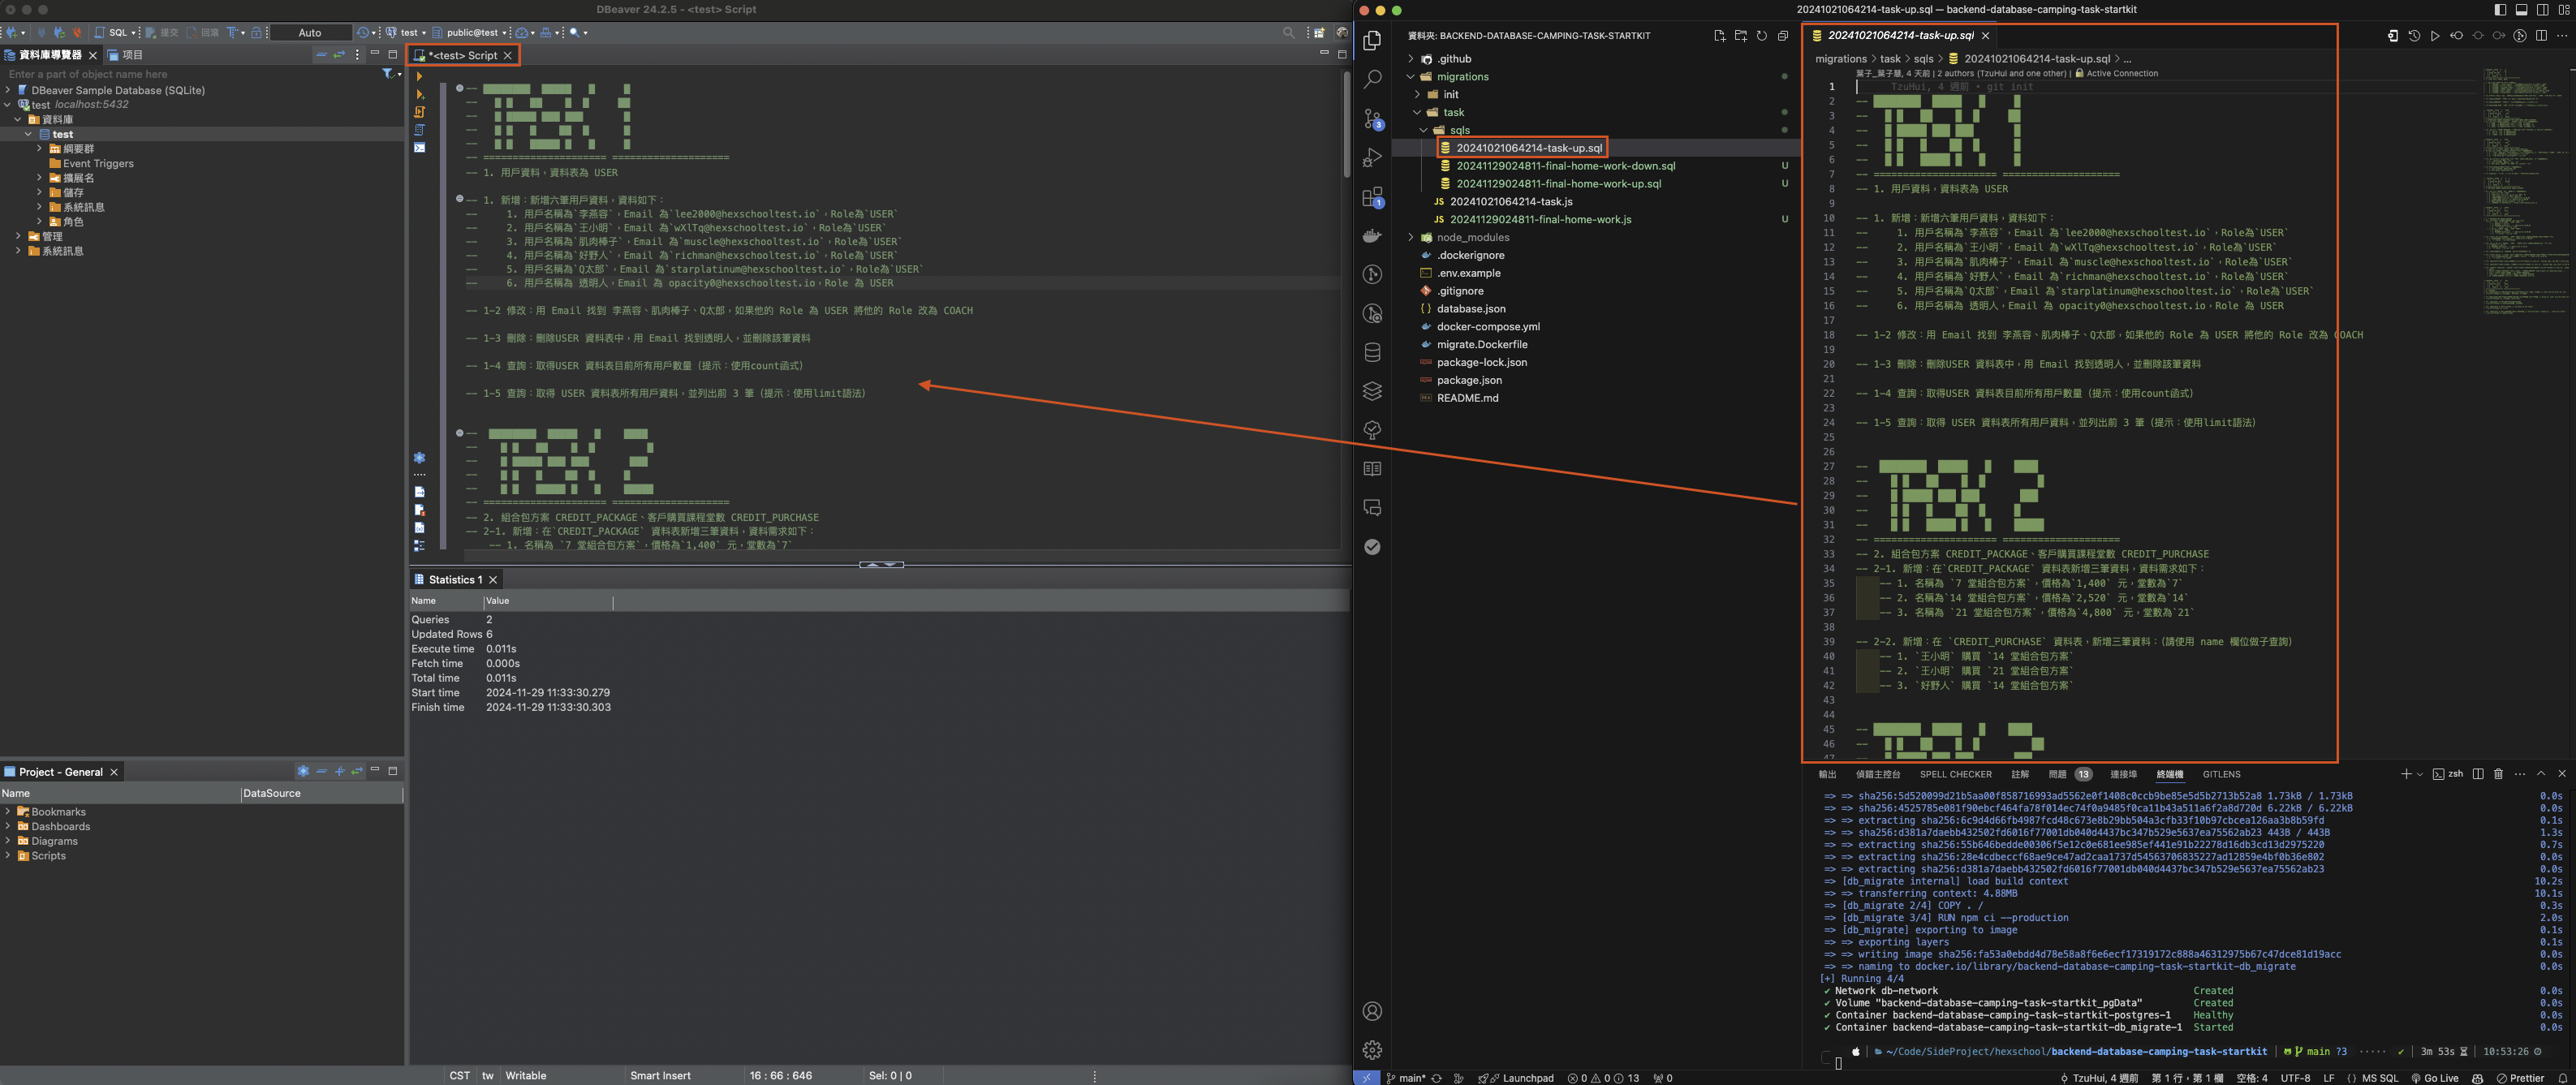 DBeaver 24.2.5 - <test> Script
SQL
提交
回滾
Auto
test
public@test
資料庫導覽器
項目
Enter a part of object name here
DBeaver Sample Database (SQLite)
test localhost:5432
資料庫
test
綱要群
Event Triggers
擴展名
儲存
系統訊息
角色
管理
系統訊息
Project - General
Name
DataSource
Bookmarks
Dashboards
Diagrams
Scripts
*<test> Script
-- ===================== ====================
-- 1. 用戶資料，資料表為 USER
-- 1. 新增：新增六筆用戶資料，資料如下：
-- 1. 用戶名稱為`李燕容`，Email 為`lee2000@hexschooltest.io`，Role為`USER`
-- 2. 用戶名稱為`王小明`，Email 為`wXlTq@hexschooltest.io`，Role為`USER`
-- 3. 用戶名稱為`肌肉棒子`，Email 為`muscle@hexschooltest.io`，Role為`USER`
-- 4. 用戶名稱為`好野人`，Email 為`richman@hexschooltest.io`，Role為`USER`
-- 5. 用戶名稱為`Q太郎`，Email 為`starplatinum@hexschooltest.io`，Role為`USER`
-- 6. 用戶名稱為 透明人，Email 為 opacity0@hexschooltest.io，Role 為 USER
-- 1-2 修改：用 Email 找到 李燕容、肌肉棒子、Q太郎，如果他的 Role 為 USER 將他的 Role 改為 COACH
-- 1-3 刪除：刪除USER 資料表中，用 Email 找到透明人，並刪除該筆資料
-- 1-4 查詢：取得USER 資料表目前所有用戶數量（提示：使用count函式）
-- 1-5 查詢：取得 USER 資料表所有用戶資料，並列出前 3 筆（提示：使用limit語法）
-- ===================== ====================
-- 2. 組合包方案 CREDIT_PACKAGE、客戶購買課程堂數 CREDIT_PURCHASE
-- 2-1. 新增：在`CREDIT_PACKAGE` 資料表新增三筆資料，資料需求如下：
-- 1. 名稱為 `7 堂組合包方案`，價格為`1,400` 元，堂數為`7`
Statistics 1
Name Value
Queries 2
Updated Rows 6
Execute time 0.011s
Fetch time 0.000s
Total time 0.011s
Start time 2024-11-29 11:33:30.279
Finish time 2024-11-29 11:33:30.303
CST tw Writable Smart Insert 16 : 66 : 646 Sel: 0 | 0
20241021064214-task-up.sql — backend-database-camping-task-startkit
資料夾: BACKEND-DATABASE-CAMPING-TASK-STARTKIT
.github
migrations
init
task
sqls
20241021064214-task-up.sql
20241129024811-final-home-work-down.sql U
20241129024811-final-home-work-up.sql U
20241021064214-task.js
20241129024811-final-home-work.js U
node_modules
.dockerignore
.env.example
.gitignore
database.json
docker-compose.yml
migrate.Dockerfile
package-lock.json
package.json
README.md
3
1
20241021064214-task-up.sql
migrations > task > sqls > 20241021064214-task-up.sql > ...
4 天前 | 2 authors (TzuHui and one other) | Active Connection
1 TzuHui, 4 週前 • git init
2 --
3 --
4 --
5 --
6 --
7 -- ===================== ====================
8 -- 1. 用戶資料，資料表為 USER
9
10 -- 1. 新增：新增六筆用戶資料，資料如下：
11 -- 1. 用戶名稱為`李燕容`，Email 為`lee2000@hexschooltest.io`，Role為`USER`
12 -- 2. 用戶名稱為`王小明`，Email 為`wXlTq@hexschooltest.io`，Role為`USER`
13 -- 3. 用戶名稱為`肌肉棒子`，Email 為`muscle@hexschooltest.io`，Role為`USER`
14 -- 4. 用戶名稱為`好野人`，Email 為`richman@hexschooltest.io`，Role為`USER`
15 -- 5. 用戶名稱為`Q太郎`，Email 為`starplatinum@hexschooltest.io`，Role為`USER`
16 -- 6. 用戶名稱為 透明人，Email 為 opacity0@hexschooltest.io，Role 為 USER
17
18 -- 1-2 修改：用 Email 找到 李燕容、肌肉棒子、Q太郎，如果他的 Role 為 USER 將他的 Role 改為 COACH
19
20 -- 1-3 刪除：刪除USER 資料表中，用 Email 找到透明人，並刪除該筆資料
21
22 -- 1-4 查詢：取得USER 資料表目前所有用戶數量（提示：使用count函式）
23
24 -- 1-5 查詢：取得 USER 資料表所有用戶資料，並列出前 3 筆（提示：使用limit語法）
25
26
27 --
28 --
29 --
30 --
31 --
32 -- ===================== ====================
33 -- 2. 組合包方案 CREDIT_PACKAGE、客戶購買課程堂數 CREDIT_PURCHASE
34 -- 2-1. 新增：在`CREDIT_PACKAGE` 資料表新增三筆資料，資料需求如下：
35 -- 1. 名稱為 `7 堂組合包方案`，價格為`1,400` 元，堂數為`7`
36 -- 2. 名稱為`14 堂組合包方案`，價格為`2,520` 元，堂數為`14`
37 -- 3. 名稱為 `21 堂組合包方案`，價格為`4,800` 元，堂數為`21`
38
39 -- 2-2. 新增：在 `CREDIT_PURCHASE` 資料表，新增三筆資料：（請使用 name 欄位做子查詢）
40 -- 1. `王小明` 購買 `14 堂組合包方案`
41 -- 2. `王小明` 購買 `21 堂組合包方案`
42 -- 3. `好野人` 購買 `14 堂組合包方案`
43
44
45 --
46 --
47 --
輸出 偵錯主控台 SPELL CHECKER 註解 問題 13 連接埠 終端機 GITLENS zsh
=> => sha256:5d520099d21b5aa00f858716993ad5562e0f1408c0ccb9be85e5d5b2713b52a8 1.73kB / 1.73kB 0.0s
=> => sha256:4525785e081f90ebcf464fa78f014ec74f0a9485f0ca11b43a511a6f2a8d720d 6.22kB / 6.22kB 0.0s
=> => extracting sha256:6c9d4d66fb4987fcd48c673e8b29bb504a3cfb33f10b97cbcea126aa3b8b59fd 0.1s
=> => sha256:d381a7daebb432502fd6016f77001db040d4437bc347b529e5637ea75562ab23 443B / 443B 1.3s
=> => extracting sha256:55b646bedde00306f5e12c0e681ee985ef441e91b22278d16db3cd13d2975220 0.7s
=> => extracting sha256:28e4cdbeccf68ae9ce47ad2caa1737d54563706835227ad12859e4bf0b36e802 0.0s
=> => extracting sha256:d381a7daebb432502fd6016f77001db040d4437bc347b529e5637ea75562ab23 0.0s
=> [db_migrate internal] load build context 10.2s
=> => transferring context: 4.88MB 10.1s
=> [db_migrate 2/4] COPY . / 0.3s
=> [db_migrate 3/4] RUN npm ci --production 2.0s
=> [db_migrate] exporting to image 0.1s
=> => exporting layers 0.1s
=> => writing image sha256:fa53a0ebdd4d78e58a8f6e6ecf17319172c888a46312975b67c47dce81d19acc 0.0s
=> => naming to docker.io/library/backend-database-camping-task-startkit-db_migrate 0.0s
[+] Running 4/4
✔ Network db-network Created 0.0s
✔ Volume "backend-database-camping-task-startkit_pgData" Created 0.0s
✔ Container backend-database-camping-task-startkit-postgres-1 Healthy 0.0s
✔ Container backend-database-camping-task-startkit-db_migrate-1 Started 0.0s
~/Code/SideProject/hexschool/backend-database-camping-task-startkit main ?3 ····· ✔ 3m 53s 10:53:26
main* Launchpad 0 0 13 0 TzuHui, 4 週前 第 1 行，第 1 欄 空格: 4 UTF-8 LF MS SQL Go Live Prettier